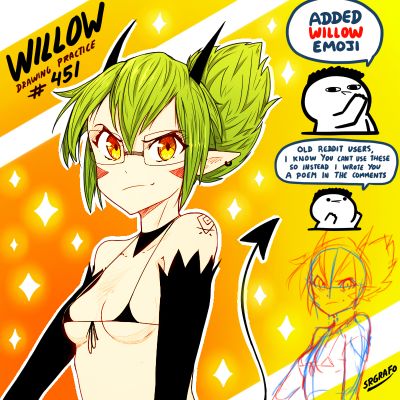 WILLOW
DRAWING PRACTICE
# 451
ADDED
WILLOW
EMOJI
OLD REDDIT USERS,
I KNOW YOU CANT USE THESE
SO INSTEAD I WROTE YOU
A POEM IN THE COMMENTS
SRGRAFO